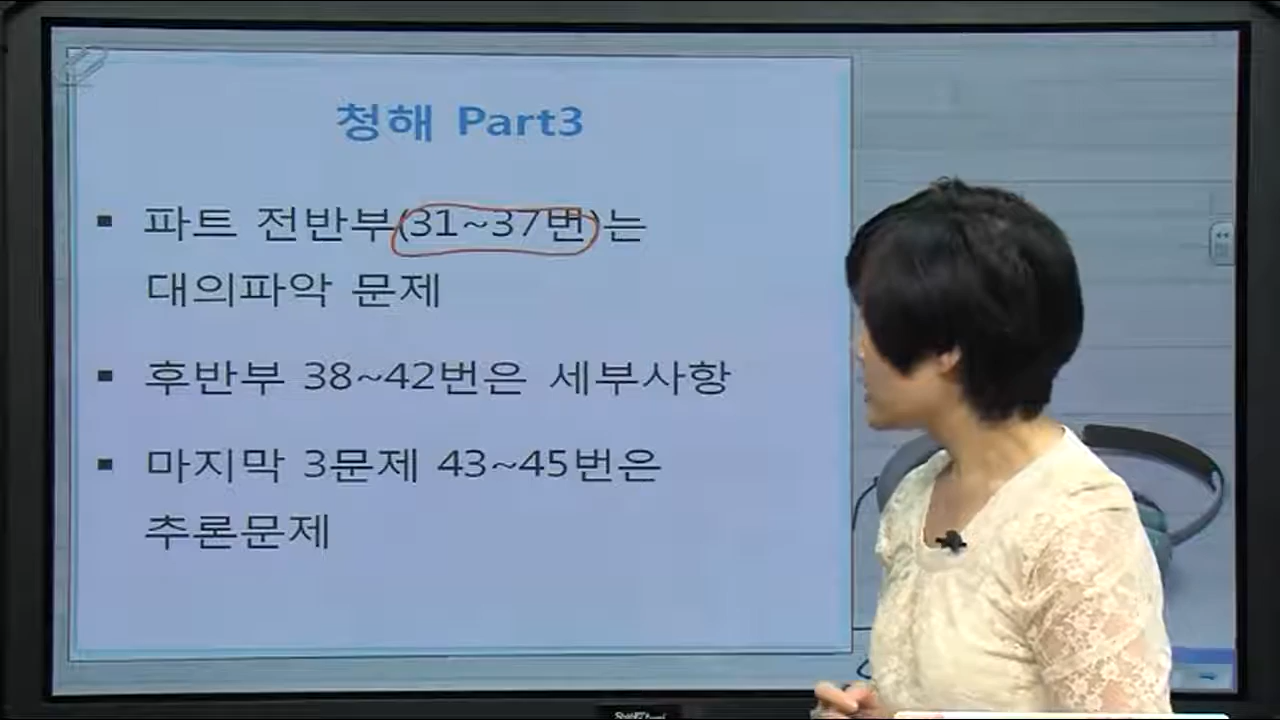 청해 Part3
▪ 파트 전반부(31~37번)는
대의파악 문제
▪ 후반부 38~42번은 세부사항
▪ 마지막 3문제 43~45번은
추론문제